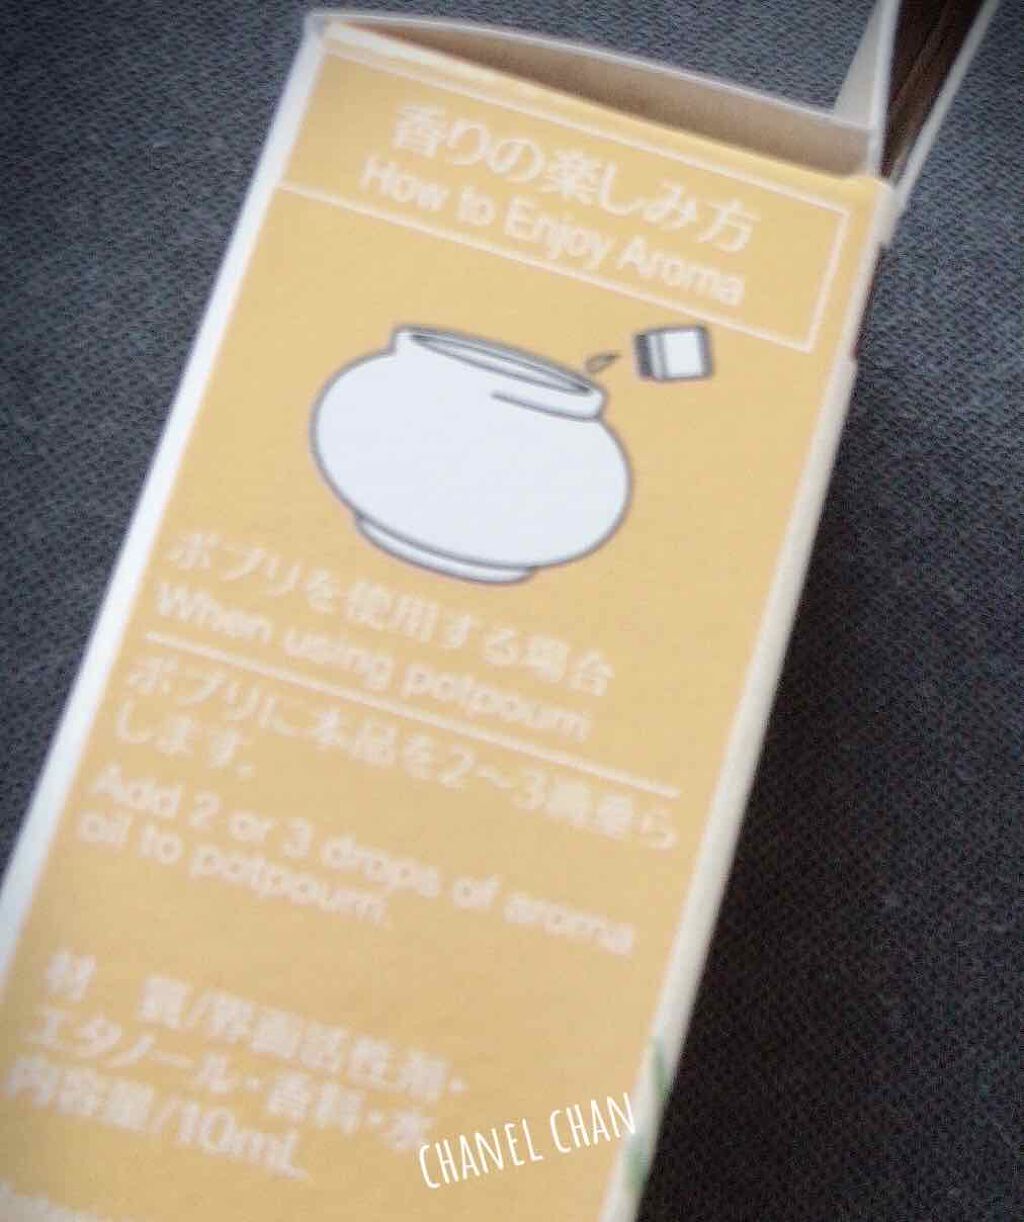 香りの楽しみ方
How to Enjoy Aroma
ポプリを使用する場合
When using potpourri
ポプリに本品を2～3滴垂ら
します。
Add 2 or 3 drops of aroma
oil to potpourri.
材　質/界面活性剤・
エタノール・香料・水
内容量/10mL
CHANEL CHAN